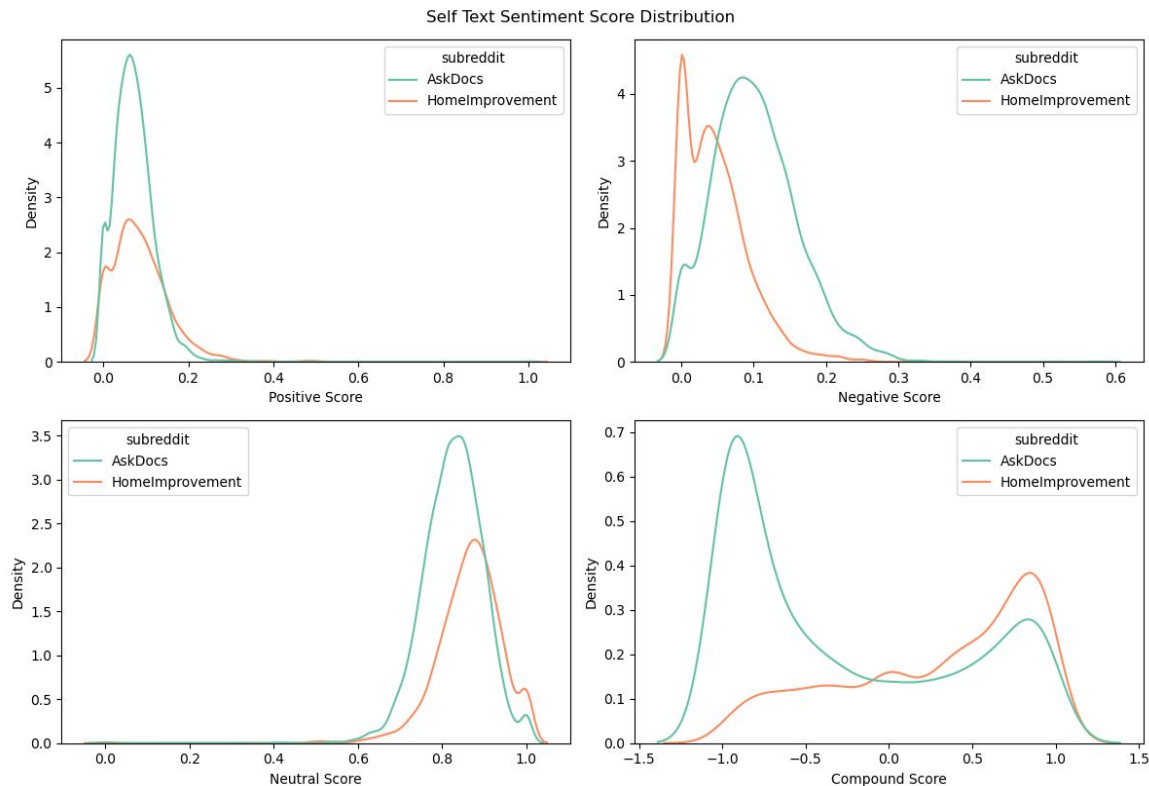 Self Text Sentiment Score Distribution
subreddit
AskDocs
HomeImprovement
Density
5
4
3
2
1
0
0.0 0.2 0.4 0.6 0.8 1.0
Positive Score
subreddit
AskDocs
HomeImprovement
Density
4
3
2
1
0
0.0 0.1 0.2 0.3 0.4 0.5 0.6
Negative Score
subreddit
AskDocs
HomeImprovement
Density
3.5
3.0
2.5
2.0
1.5
1.0
0.5
0.0
0.0 0.2 0.4 0.6 0.8 1.0
Neutral Score
subreddit
AskDocs
HomeImprovement
Density
0.7
0.6
0.5
0.4
0.3
0.2
0.1
0.0
−1.5 −1.0 −0.5 0.0 0.5 1.0 1.5
Compound Score